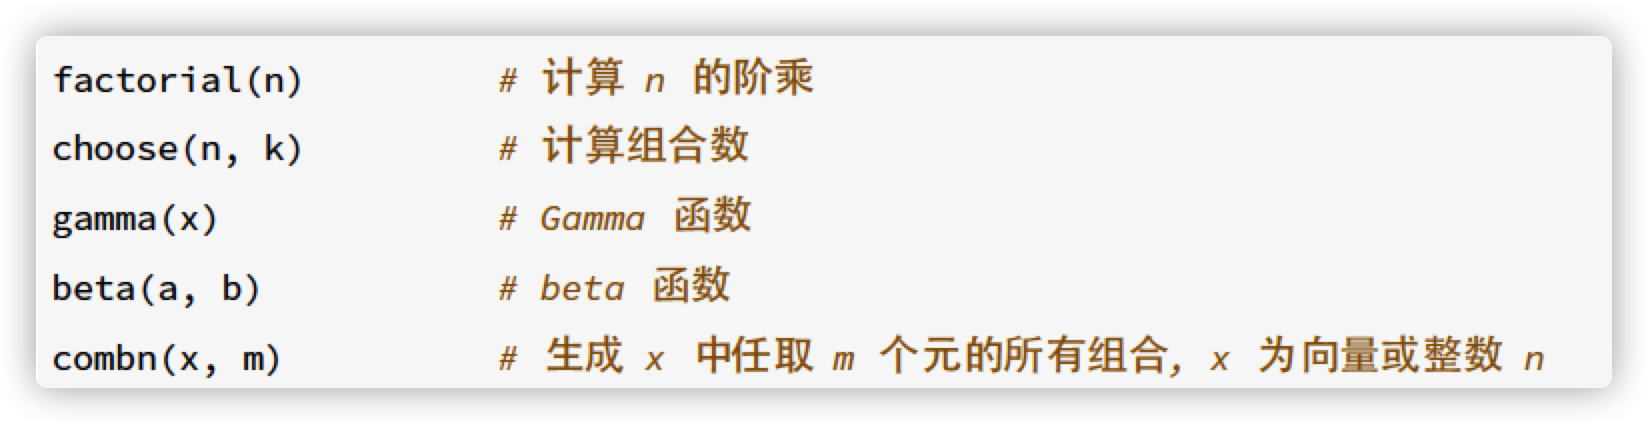 factorial(n) # 计算 n 的阶乘
choose(n, k) # 计算组合数
gamma(x) # Gamma 函数
beta(a, b) # beta 函数
combn(x, m) # 生成 x 中任取 m 个元的所有组合, x 为向量或整数 n